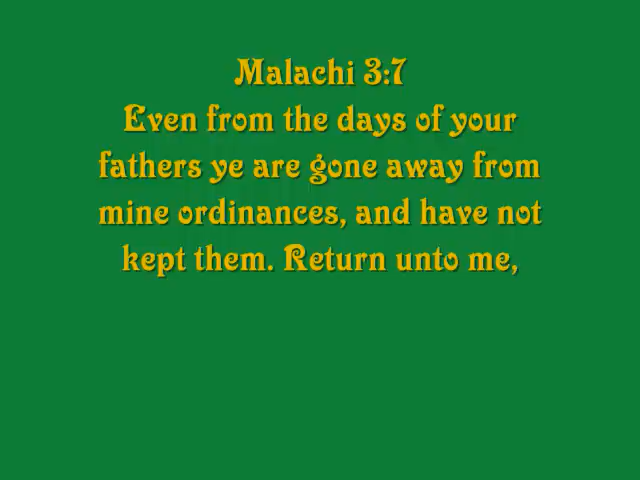 Malachi 3:7
Even from the days of your
fathers ye are gone away from
mine ordinances, and have not
kept them. Return unto me,